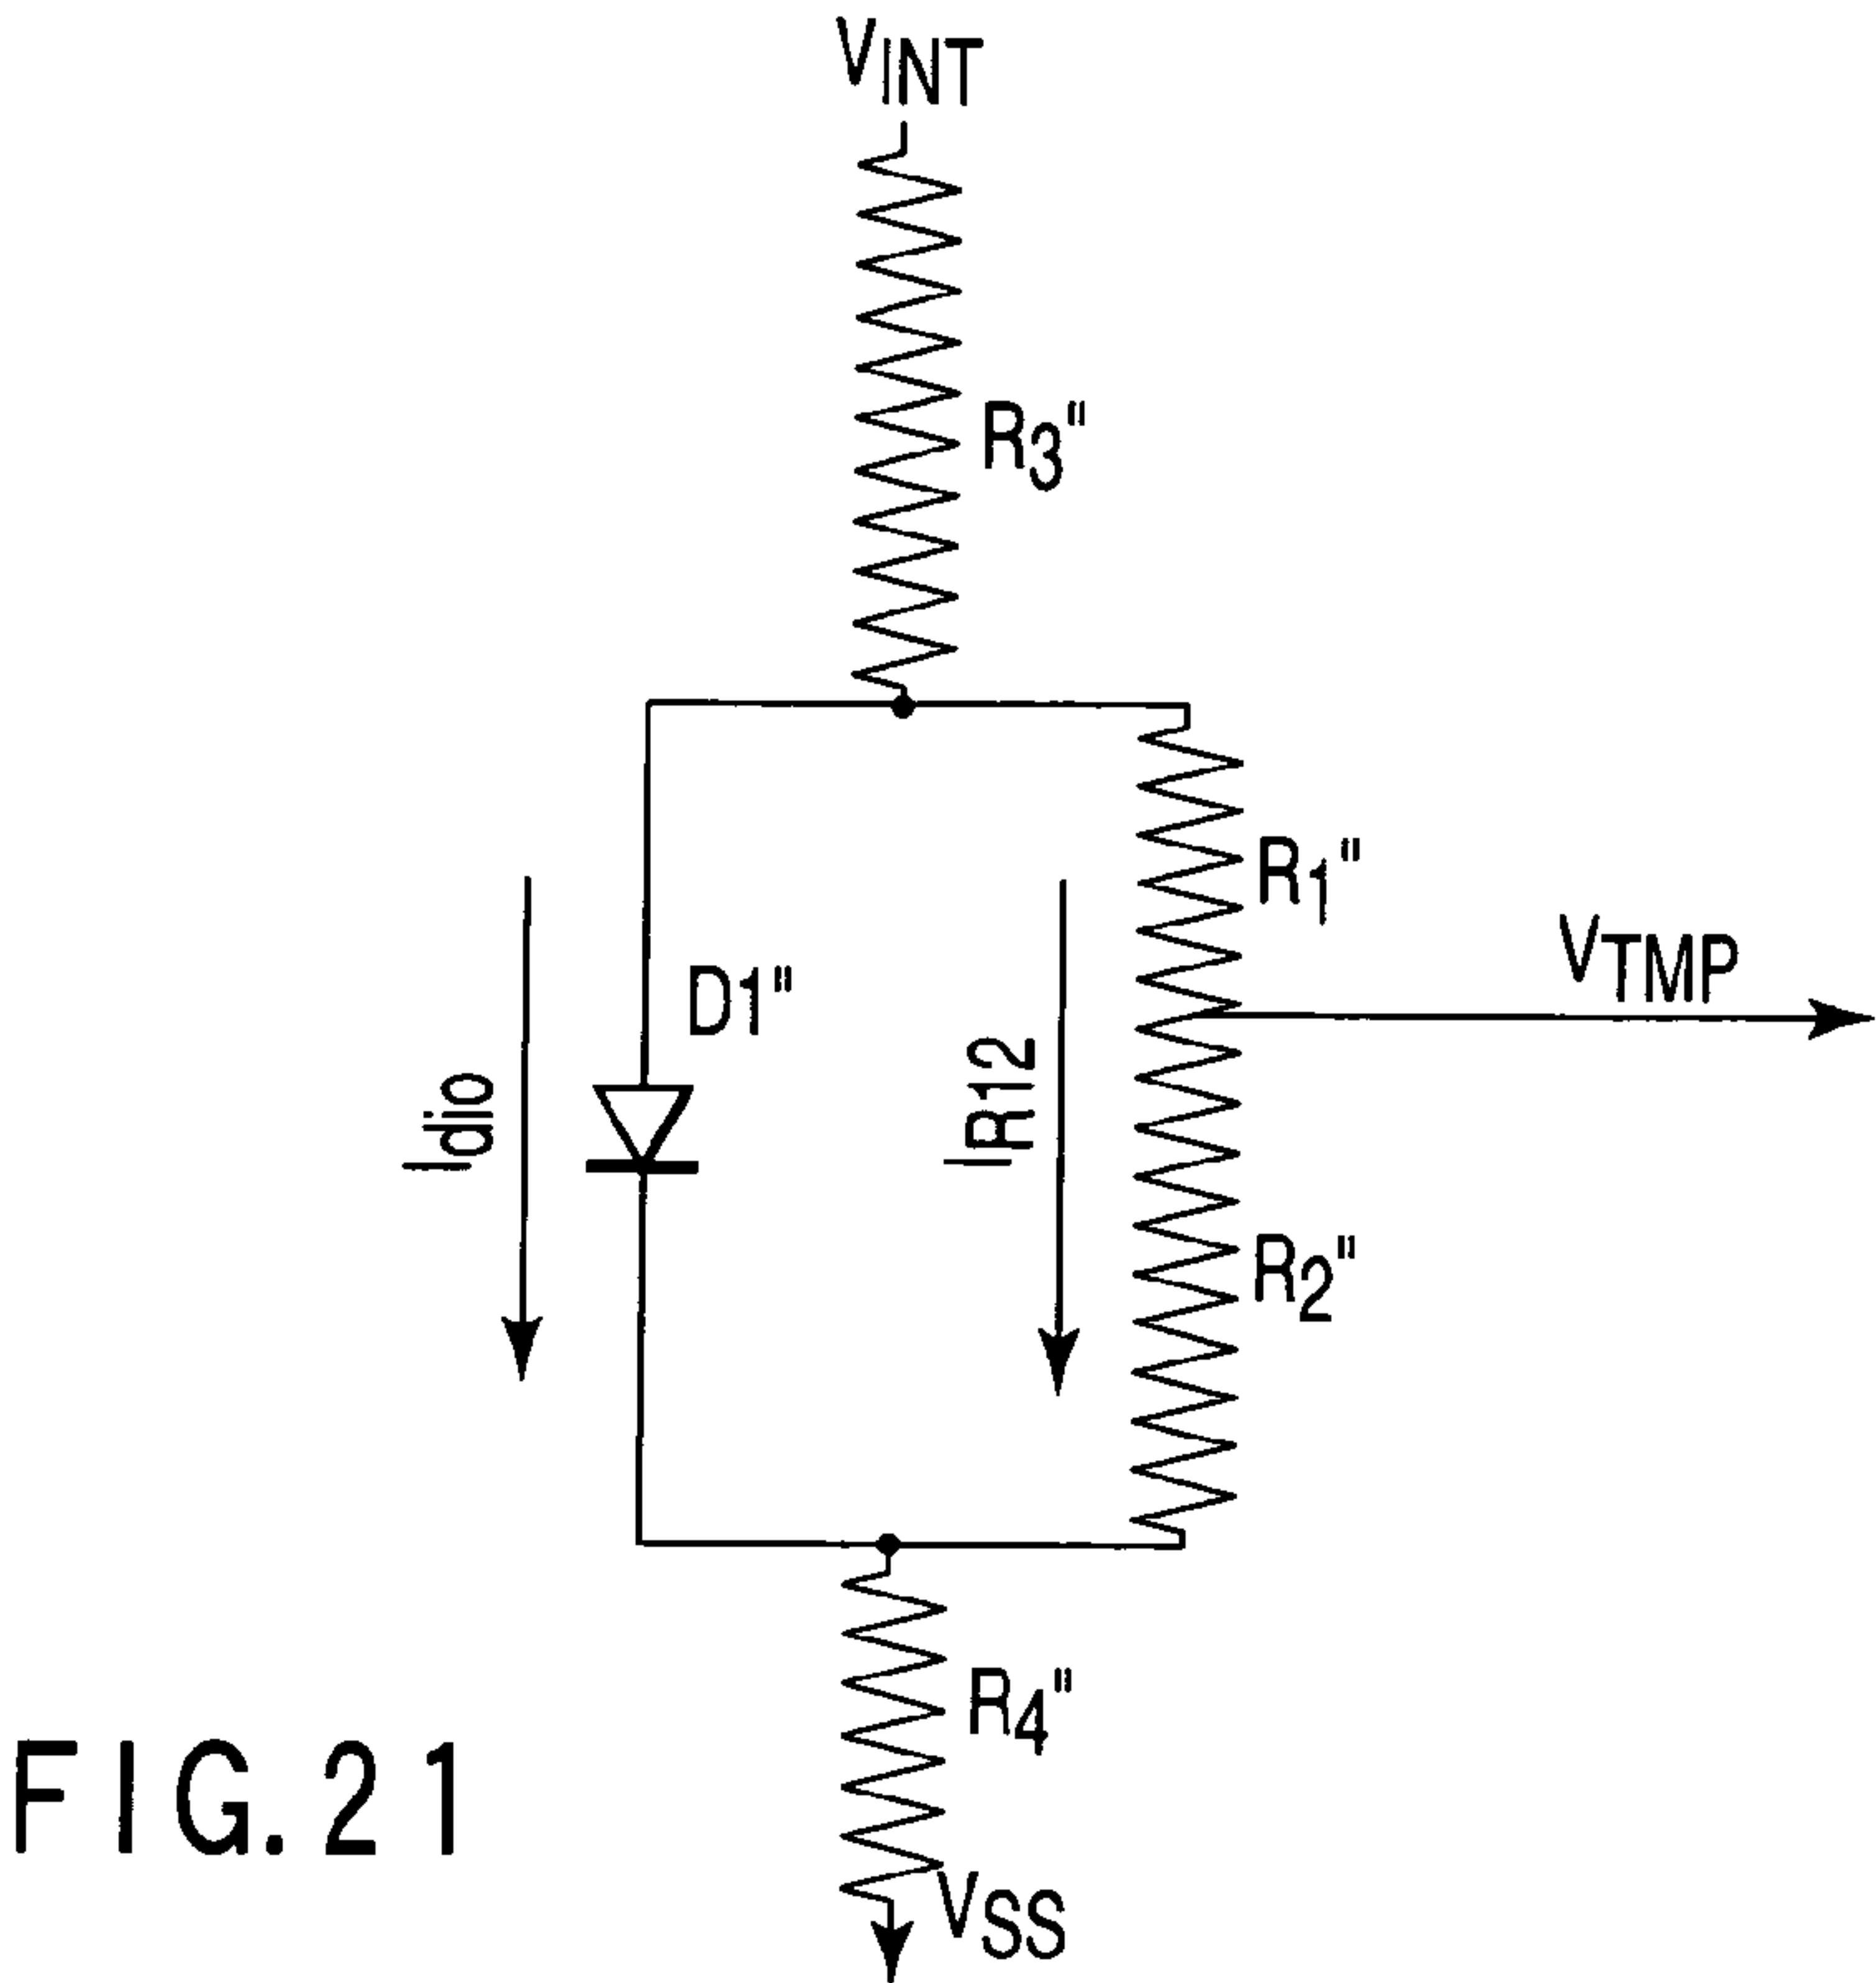 VINT
R3"
R1"
VTMP
D1"
Idio
IR12
R2"
R4"
VSS
FIG.21